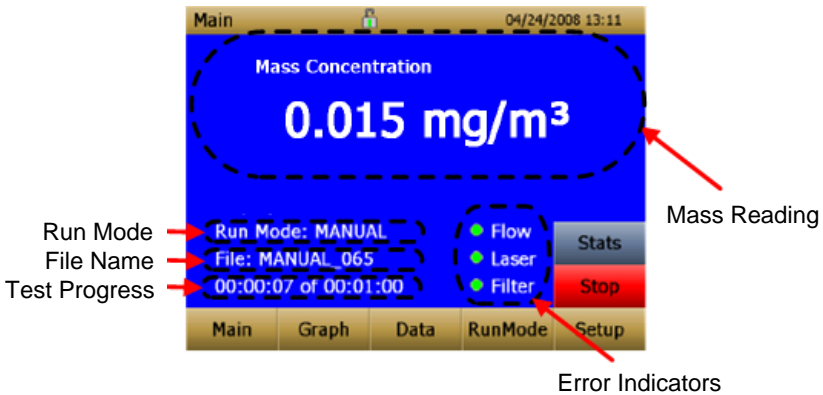 Main 04/24/2008 13:11
Mass Concentration
0.015 mg/m³
Mass Reading
Run Mode
Run Mode: MANUAL
Flow
Stats
File Name
File: MANUAL_065
Laser
Test Progress
00:00:07 of 00:01:00
Filter
Stop
Main Graph Data RunMode Setup
Error Indicators